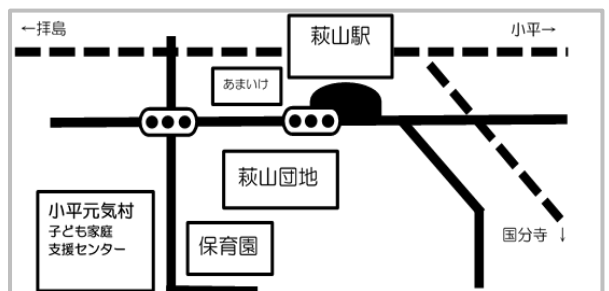 ←拝島
萩山駅
小平→
あまいけ
萩山団地
小平元気村
子ども家庭
支援センター
保育園
国分寺 ↓